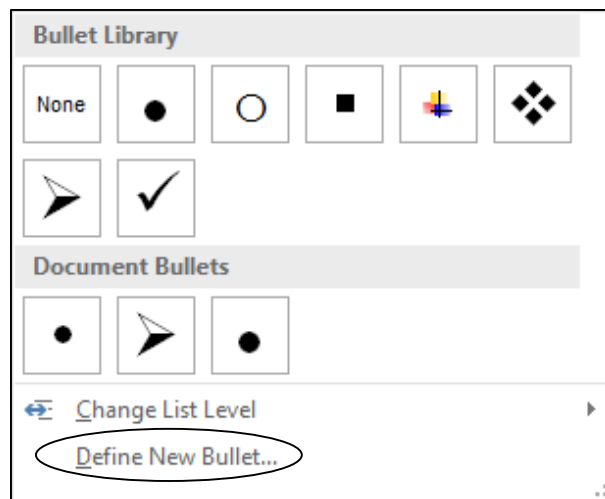 Bullet Library
None
Document Bullets
Change List Level
Define New Bullet...